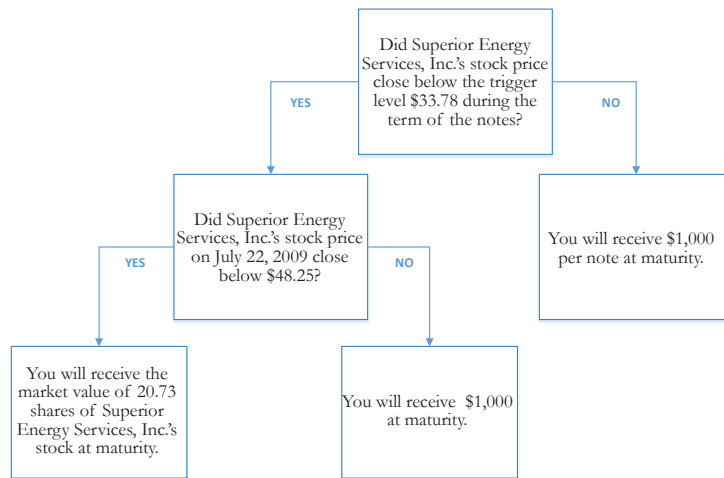 Did Superior Energy
Services, Inc.'s stock price
close below the trigger
level $33.78 during the
term of the notes?
YES
NO
Did Superior Energy
Services, Inc.'s stock price
on July 22, 2009 close
below $48.25?
You will receive $1,000
per note at maturity.
YES
NO
You will receive the
market value of 20.73
shares of Superior
Energy Services, Inc.'s
stock at maturity.
You will receive $1,000
at maturity.